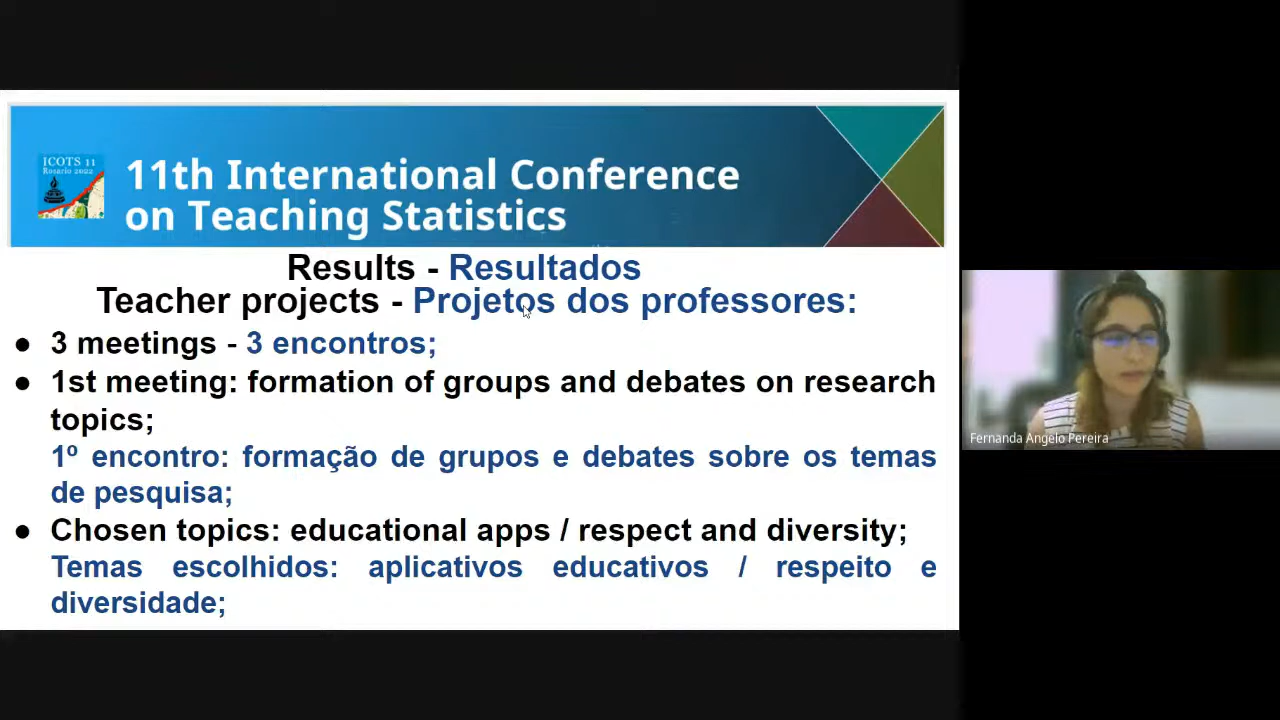 ICOTS 11
Rosario 2022
11th International Conference
on Teaching Statistics
Results - Resultados
Teacher projects - Projetos dos professores:
● 3 meetings - 3 encontros;
● 1st meeting: formation of groups and debates on research
topics;
1º encontro: formação de grupos e debates sobre os temas
de pesquisa;
● Chosen topics: educational apps / respect and diversity;
Temas escolhidos: aplicativos educativos / respeito e
diversidade;
Fernanda Angelo Pereira